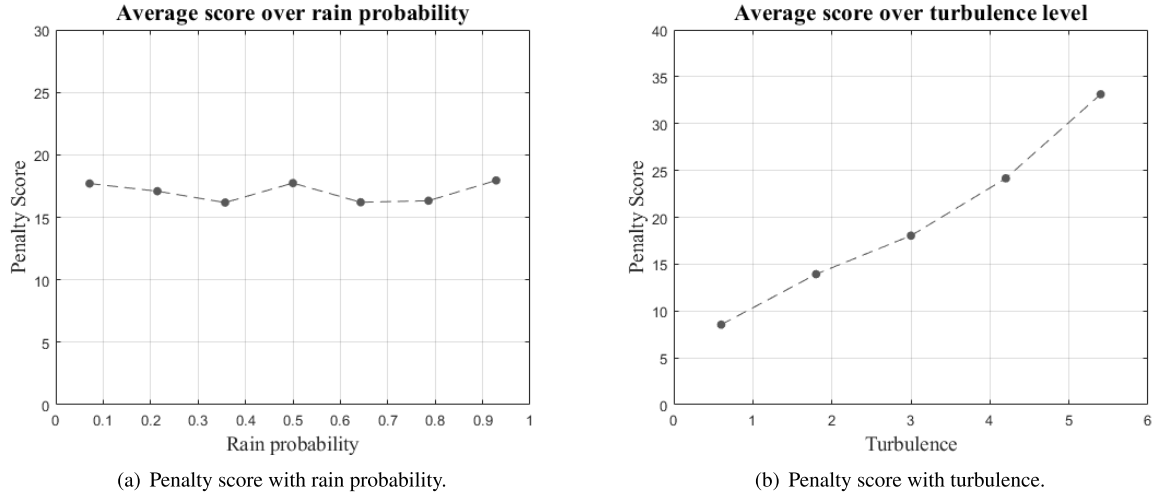 Average score over rain probability
30
25
20
15
10
5
0
Penalty Score
0 0.1 0.2 0.3 0.4 0.5 0.6 0.7 0.8 0.9 1
Rain probability
(a) Penalty score with rain probability.
Average score over turbulence level
40
35
30
25
20
15
10
5
0
Penalty Score
0 1 2 3 4 5 6
Turbulence
(b) Penalty score with turbulence.